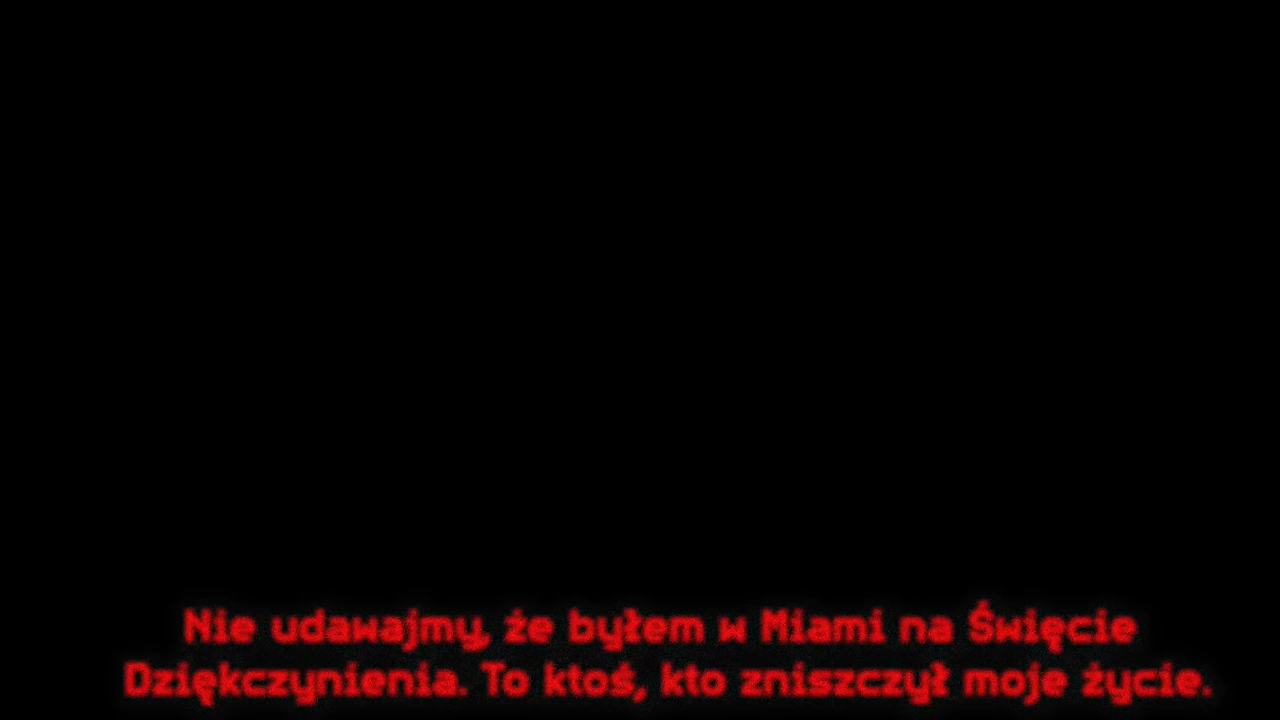 Nie udawajmy, że byłem w Miami na Święcie
Dziękczynienia. To ktoś, kto zniszczył moje życie.